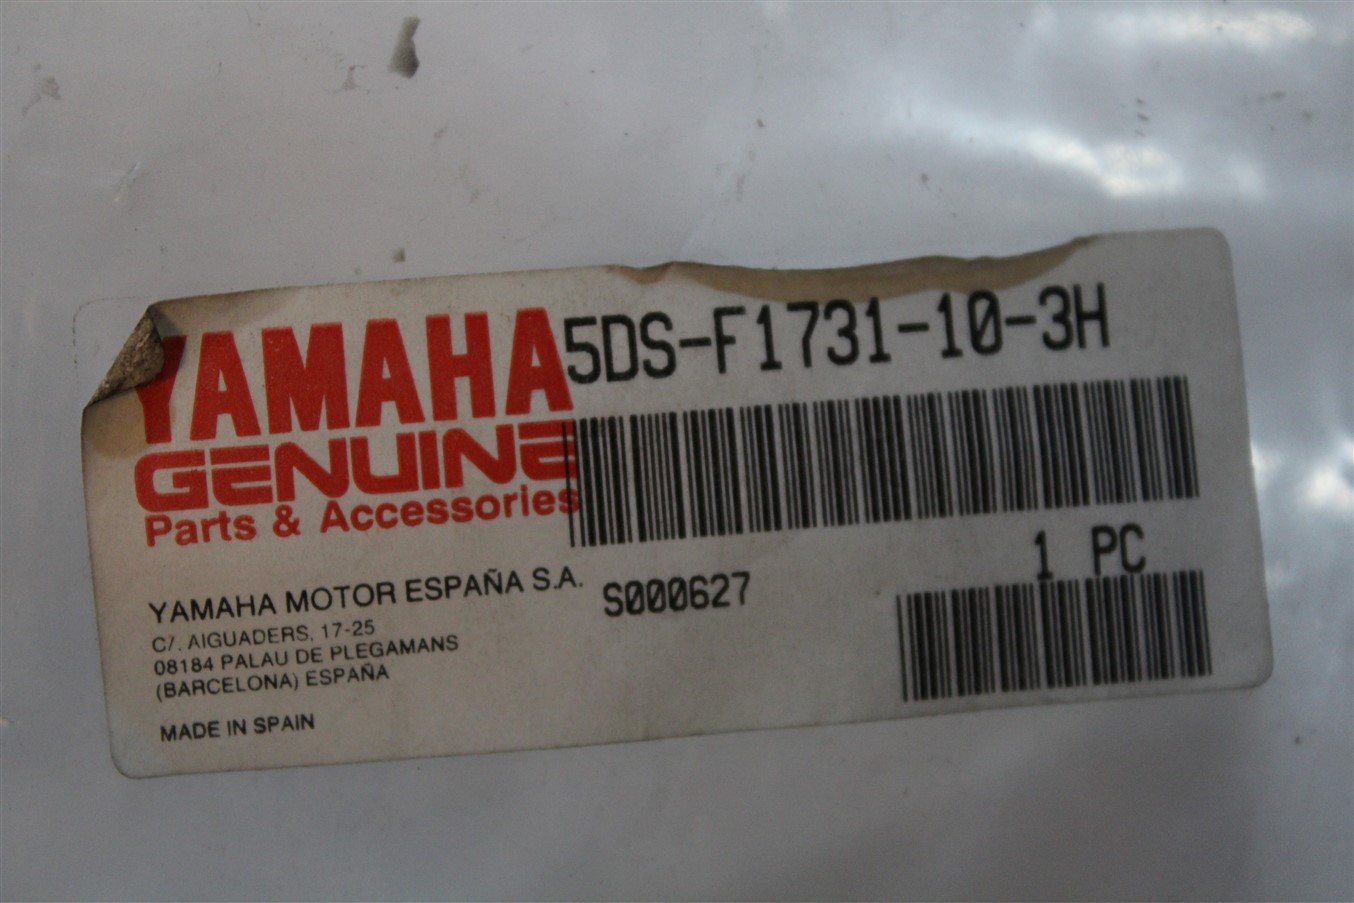 YAMAHA
GENUINE
Parts & Accessories
5DS-F1731-10-3H
1 PC
S000627
YAMAHA MOTOR ESPAÑA S.A.
C/. AIGUADERS, 17-25
08184 PALAU DE PLEGAMANS
(BARCELONA) ESPAÑA
MADE IN SPAIN